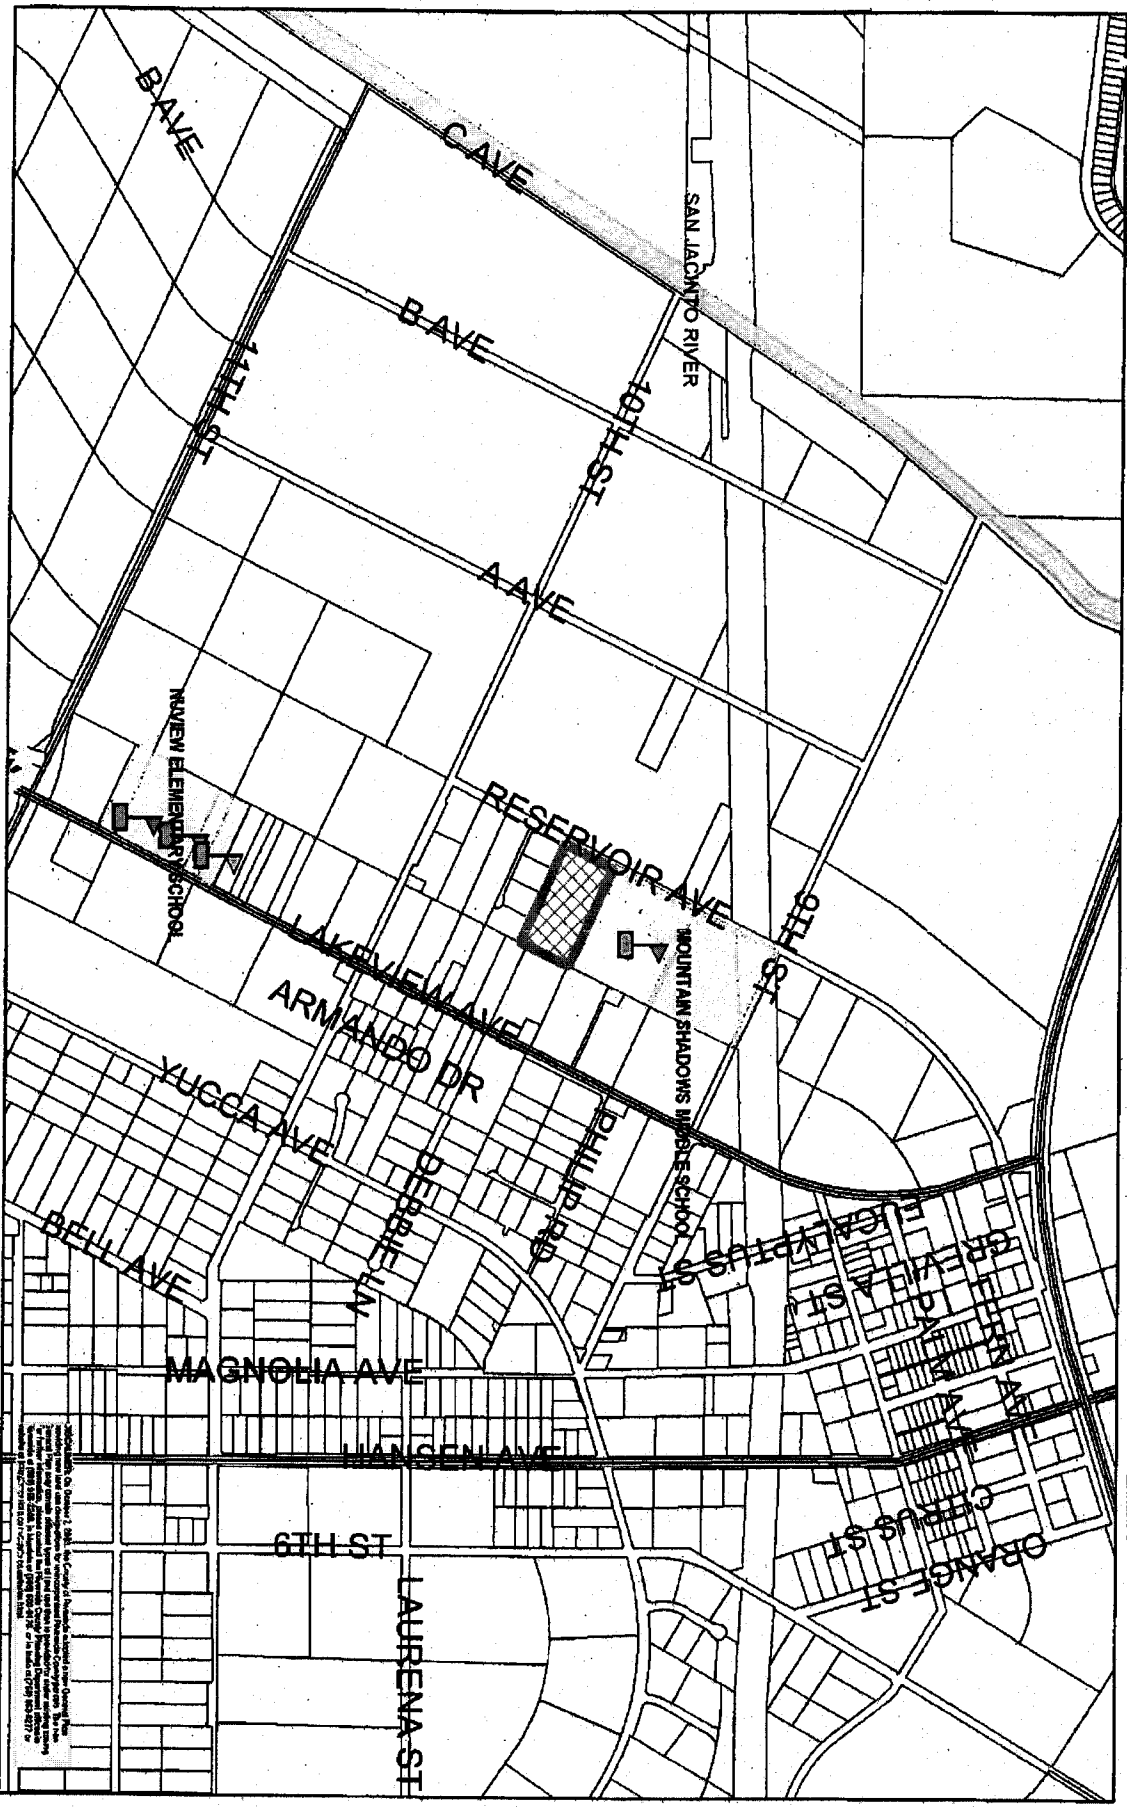 B AVE
C AVE
SAN JACINTO RIVER
B AVE
11TH ST
10TH ST
A AVE
NUVIEW ELEMENTARY SCHOOL
RESERVOIR AVE
9TH ST
MOUNTAIN SHADOWS MIDDLE SCHOOL
LAKEVIEW AVE
ARMANDO DR
YUCCA AVE
PHILIP RD
DEBBIE LN
BELL AVE
EUCALYPTUS ST
GREVILLEA ST
FERN AVE
PALM AVE
MAGNOLIA AVE
HANSEN AVE
CITRUS ST
6TH ST
ORANGE ST
LAURENA ST